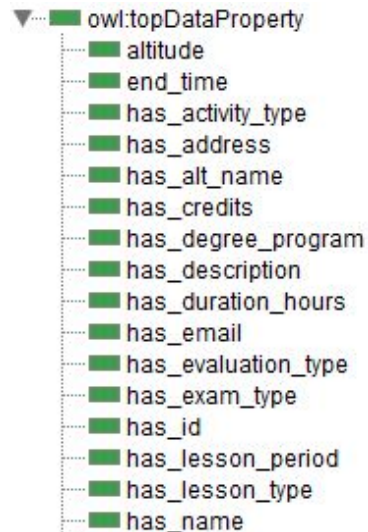 owl:topDataProperty
altitude
end_time
has_activity_type
has_address
has_alt_name
has_credits
has_degree_program
has_description
has_duration_hours
has_email
has_evaluation_type
has_exam_type
has_id
has_lesson_period
has_lesson_type
has_name